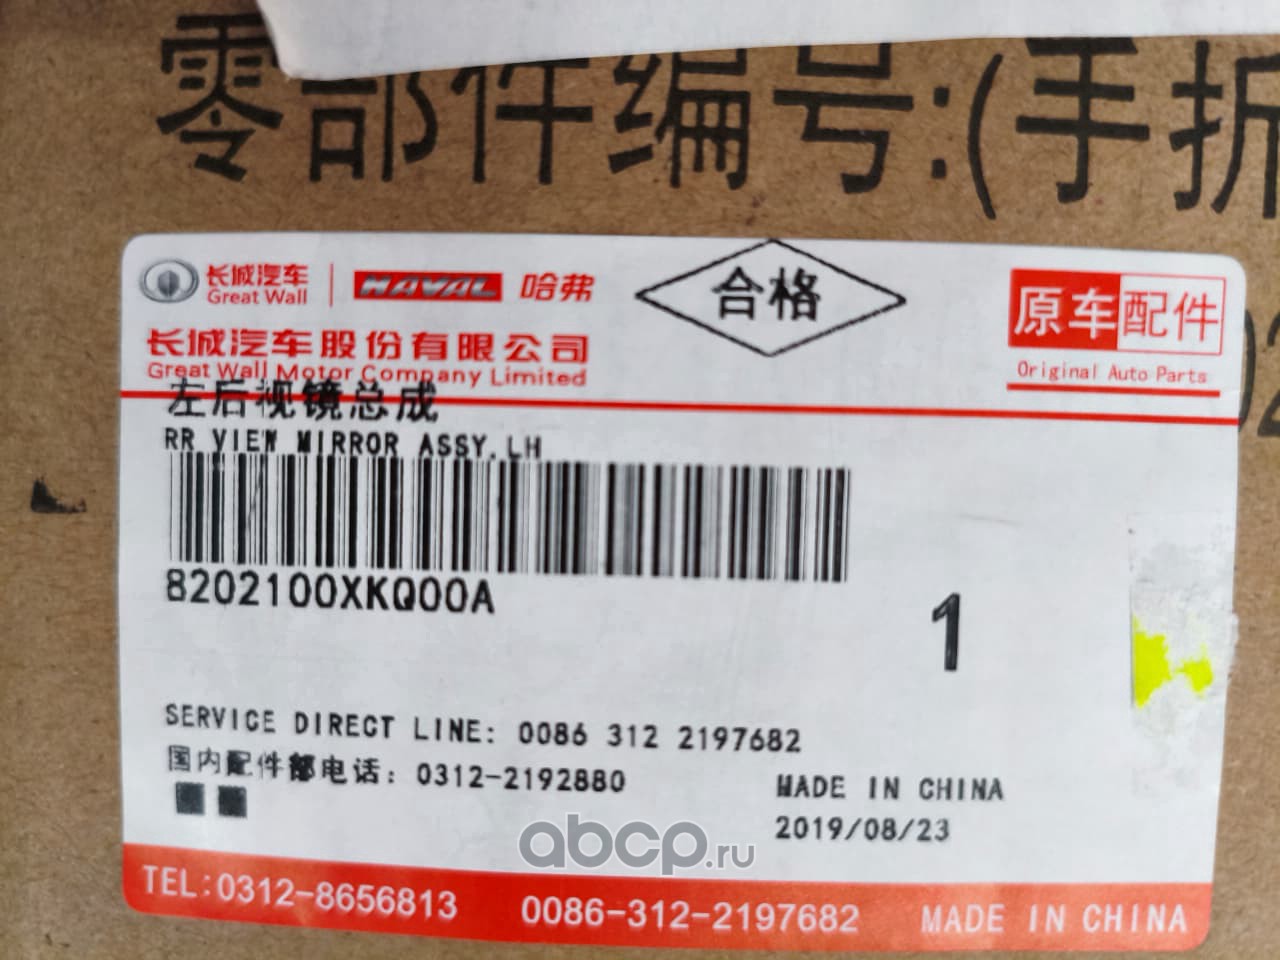 零部件编号:(手折
长城汽车
Great Wall
HAVAL 哈弗
合格
原车配件
Original Auto Parts
长城汽车股份有限公司
Great Wall Motor Company Limited
左后视镜总成
RR VIEW MIRROR ASSY,LH
8202100XKQ00A
1
SERVICE DIRECT LINE: 0086 312 2197682
国内配件部电话: 0312-2192880
MADE IN CHINA
2019/08/23
abcp.ru
TEL:0312-8656813 0086-312-2197682 MADE IN CHINA